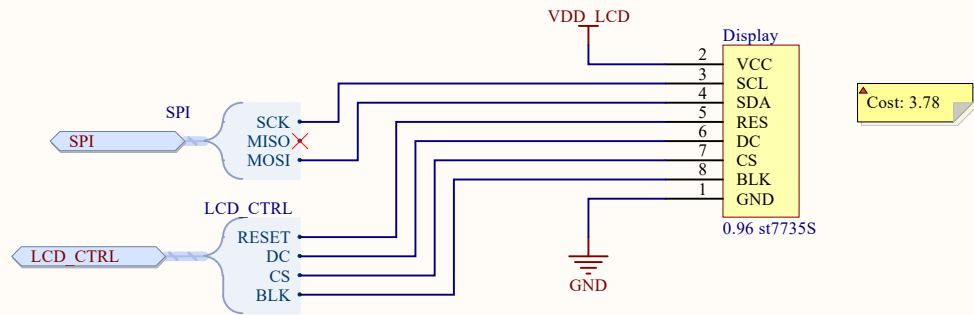 VDD_LCD
Display
2 VCC
3 SCL
4 SDA
5 RES
6 DC
7 CS
8 BLK
1 GND
0.96 st7735S
Cost: 3.78
SPI
SPI
SCK
MISO
MOSI
LCD_CTRL
LCD_CTRL
RESET
DC
CS
BLK
GND